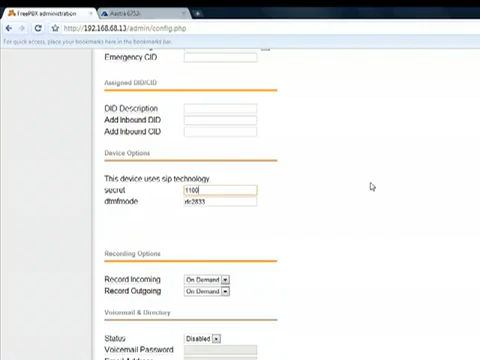 FreePBX administration
Aastra 6753i
http://192.168.68.13/admin/config.php
For quick access, place your bookmarks here in the bookmarks bar.
Emergency CID
Assigned DID/CID
DID Description
Add Inbound DID
Add Inbound CID
Device Options
This device uses sip technology.
secret 1100
dtmfmode rfc2833
Recording Options
Record Incoming On Demand
Record Outgoing On Demand
Voicemail & Directory
Status Disabled
Voicemail Password
Email Address